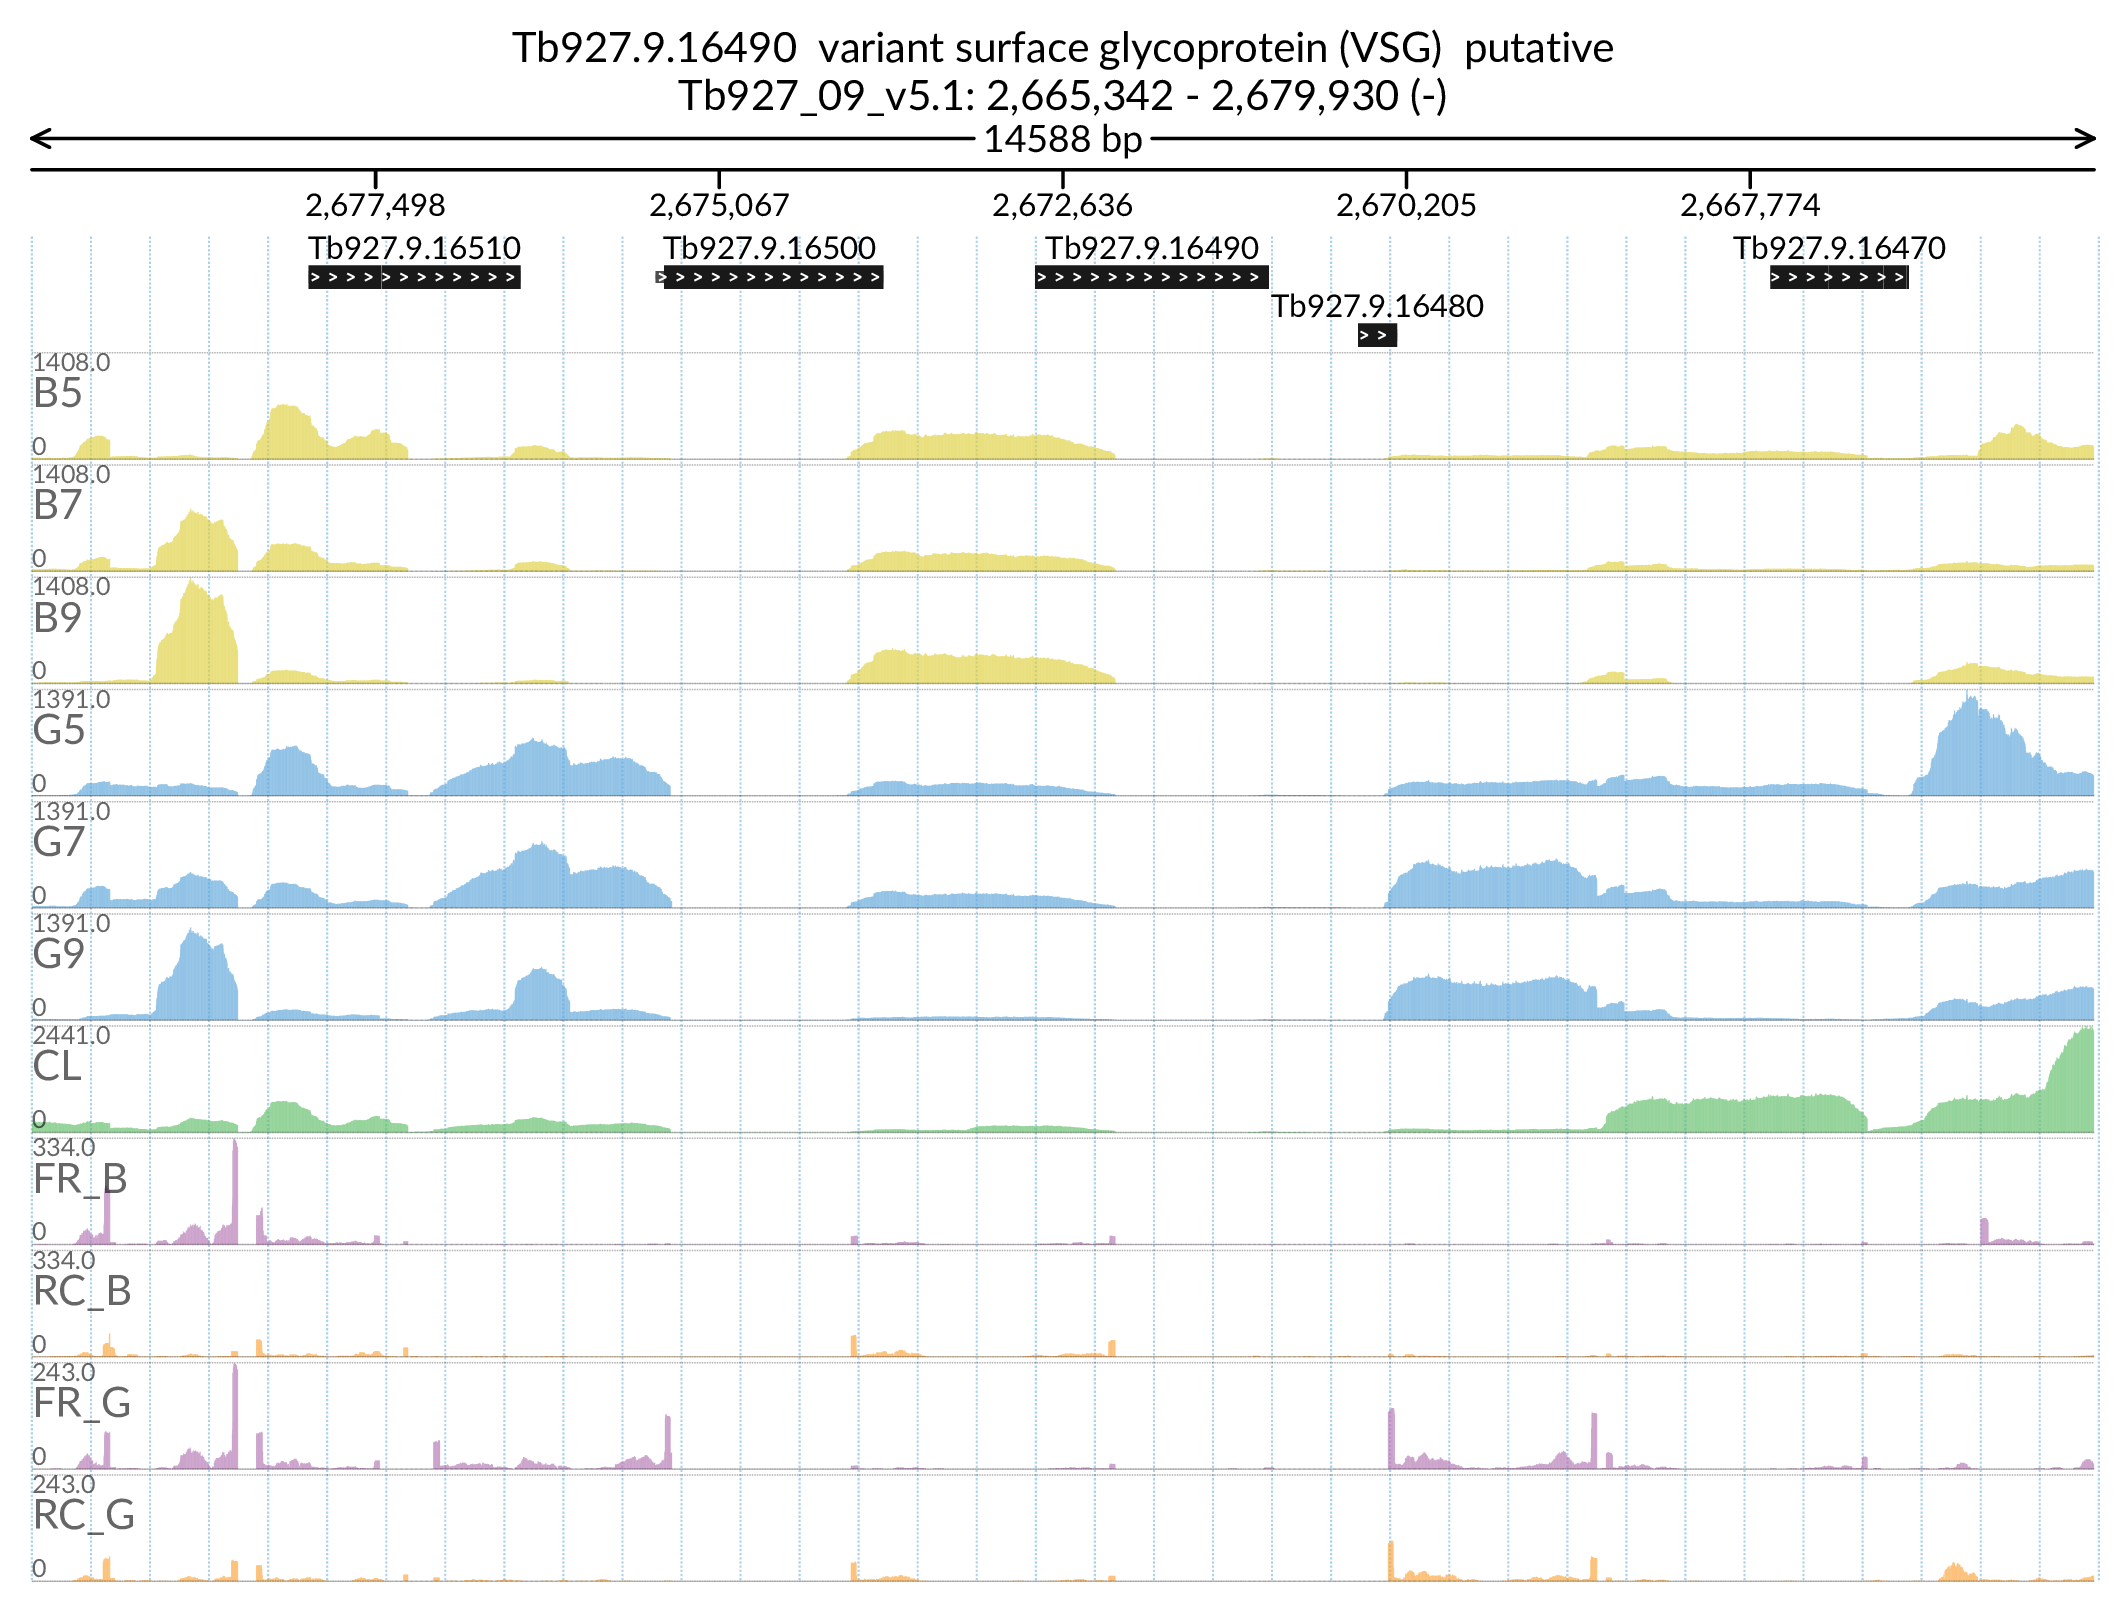 Tb927.9.16490 variant surface glycoprotein (VSG) putative
Tb927_09_v5.1: 2,665,342 - 2,679,930 (-)
14588 bp
2,677,498 2,675,067 2,672,636 2,670,205 2,667,774
Tb927.9.16510 Tb927.9.16500 Tb927.9.16490 Tb927.9.16470
Tb927.9.16480
1408.0
B5
0
1408.0
B7
0
1408.0
B9
0
1391.0
G5
0
1391.0
G7
0
1391.0
G9
0
2441.0
CL
0
334.0
FR_B
0
334.0
RC_B
0
243.0
FR_G
0
243.0
RC_G
0